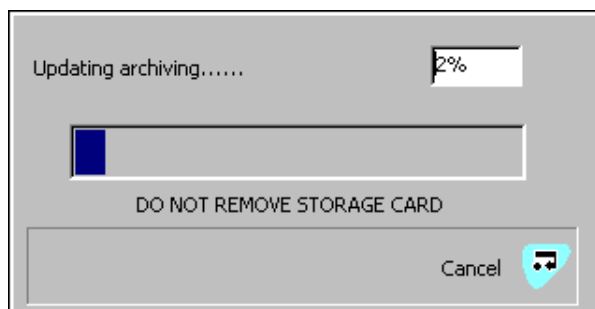 Updating archiving......
2%
DO NOT REMOVE STORAGE CARD
Cancel